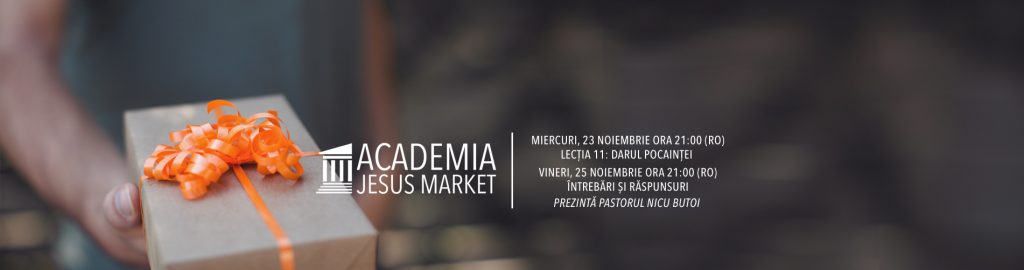 ACADEMIA
JESUS MARKET
MIERCURI, 23 NOIEMBRIE ORA 21:00 (RO)
LECȚIA 11: DARUL POCAINȚEI
VINERI, 25 NOIEMBRIE ORA 21:00 (RO)
ÎNTREBĂRI ȘI RĂSPUNSURI
PREZINTĂ PASTORUL NICU BUTOI